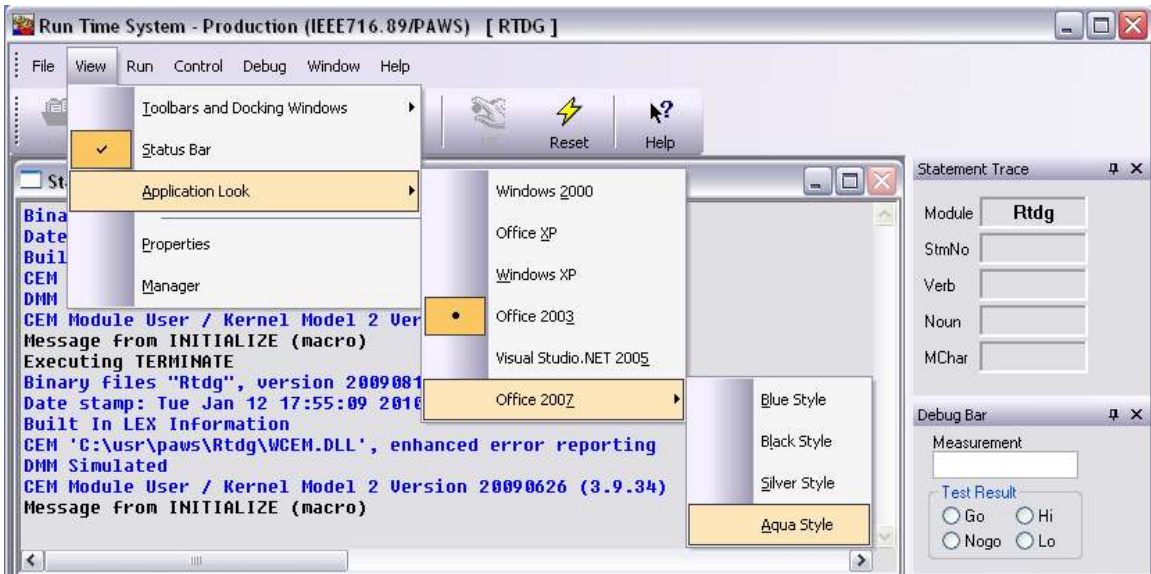 Run Time System - Production (IEEE716.89/PAWS) [ RTDG ]
File View Run Control Debug Window Help
Toolbars and Docking Windows
Status Bar
Application Look
Properties
Manager
Reset
Help
Windows 2000
Office XP
Windows XP
Office 2003
Visual Studio.NET 2005
Office 2007
Blue Style
Black Style
Silver Style
Aqua Style
CEM
DMM
CEM Module User / Kernel Model 2
Message from INITIALIZE (macro)
Executing TERMINATE
Binary files "Rtdg", version 2009081
Date stamp: Tue Jan 12 17:55:09 2010
Built In LEX Information
CEM 'C:\usr\paws\Rtdg\WCEM.DLL', enhanced error reporting
DMM Simulated
CEM Module User / Kernel Model 2 Version 20090626 (3.9.34)
Message from INITIALIZE (macro)
Statement Trace
Module Rtdg
StmNo
Verb
Noun
MChar
Debug Bar
Measurement
Test Result
Go Hi
Nogo Lo